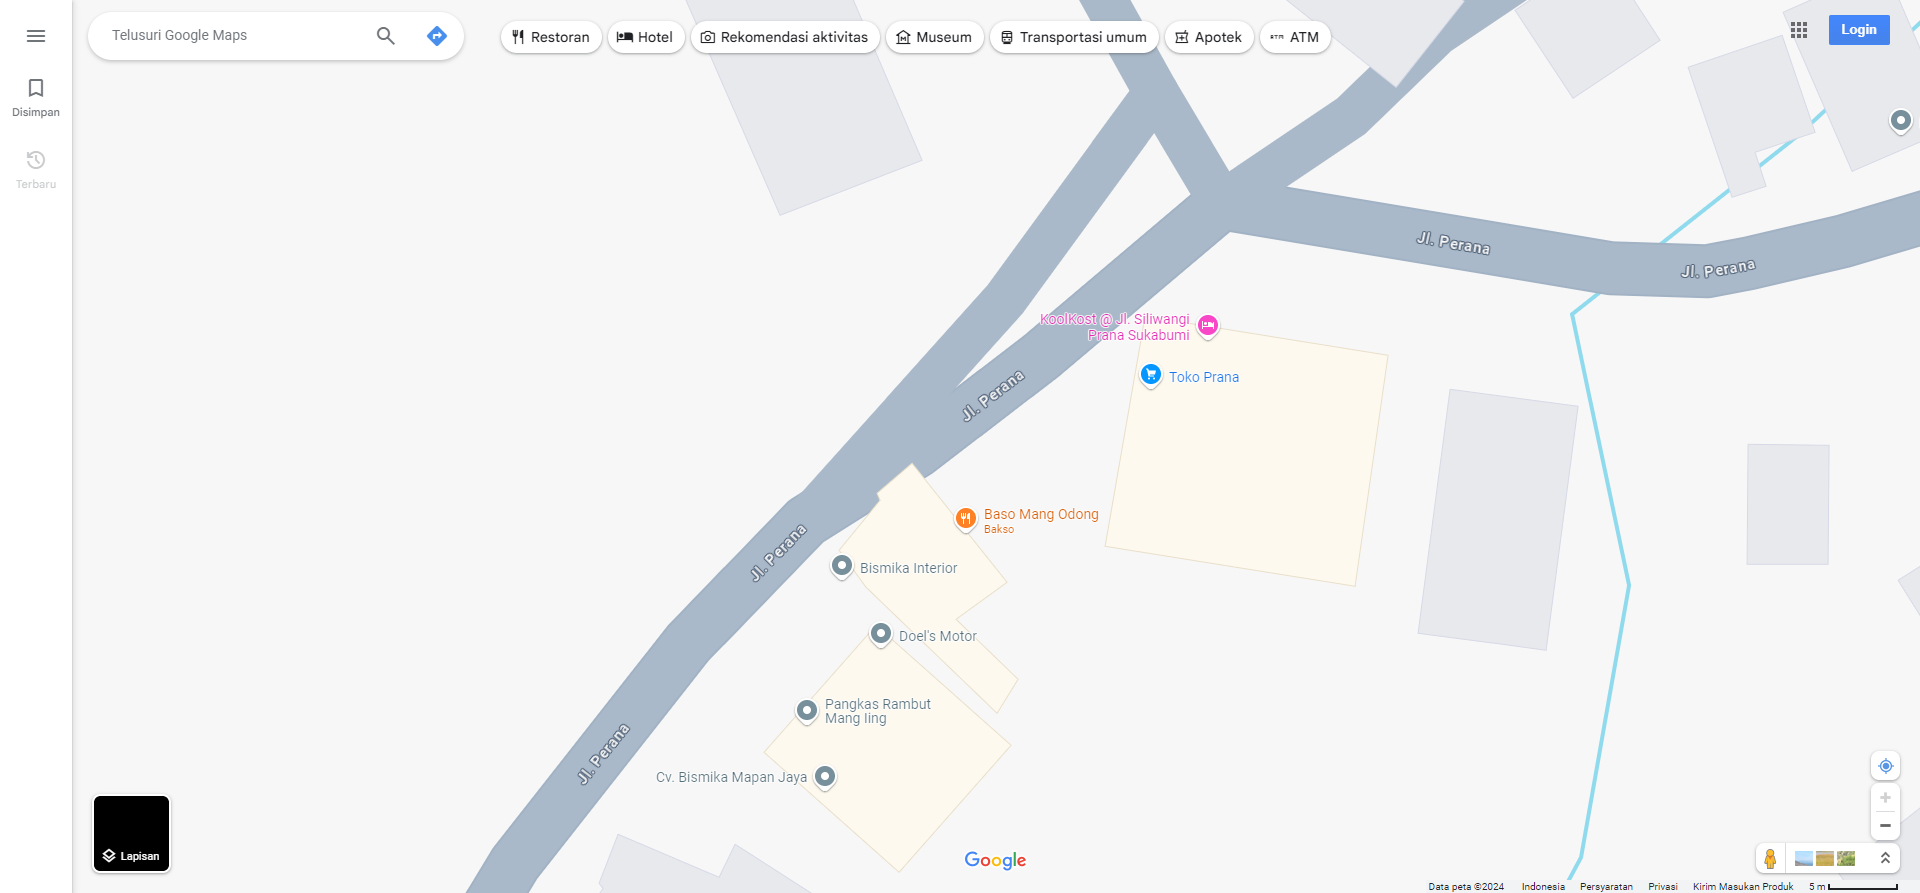 Telusuri Google Maps
Restoran
Hotel
Rekomendasi aktivitas
Museum
Transportasi umum
Apotek
ATM
Login
Disimpan
Terbaru
Jl. Perana
Jl. Perana
KoolKost @ Jl. Siliwangi
Prana Sukabumi
Toko Prana
Jl. Perana
Baso Mang Odong
Bakso
Jl. Perana
Bismika Interior
Doel's Motor
Pangkas Rambut
Mang Iing
Jl. Perana
Cv. Bismika Mapan Jaya
Lapisan
Google
Data peta ©2024
Indonesia
Persyaratan
Privasi
Kirim Masukan Produk
5 m